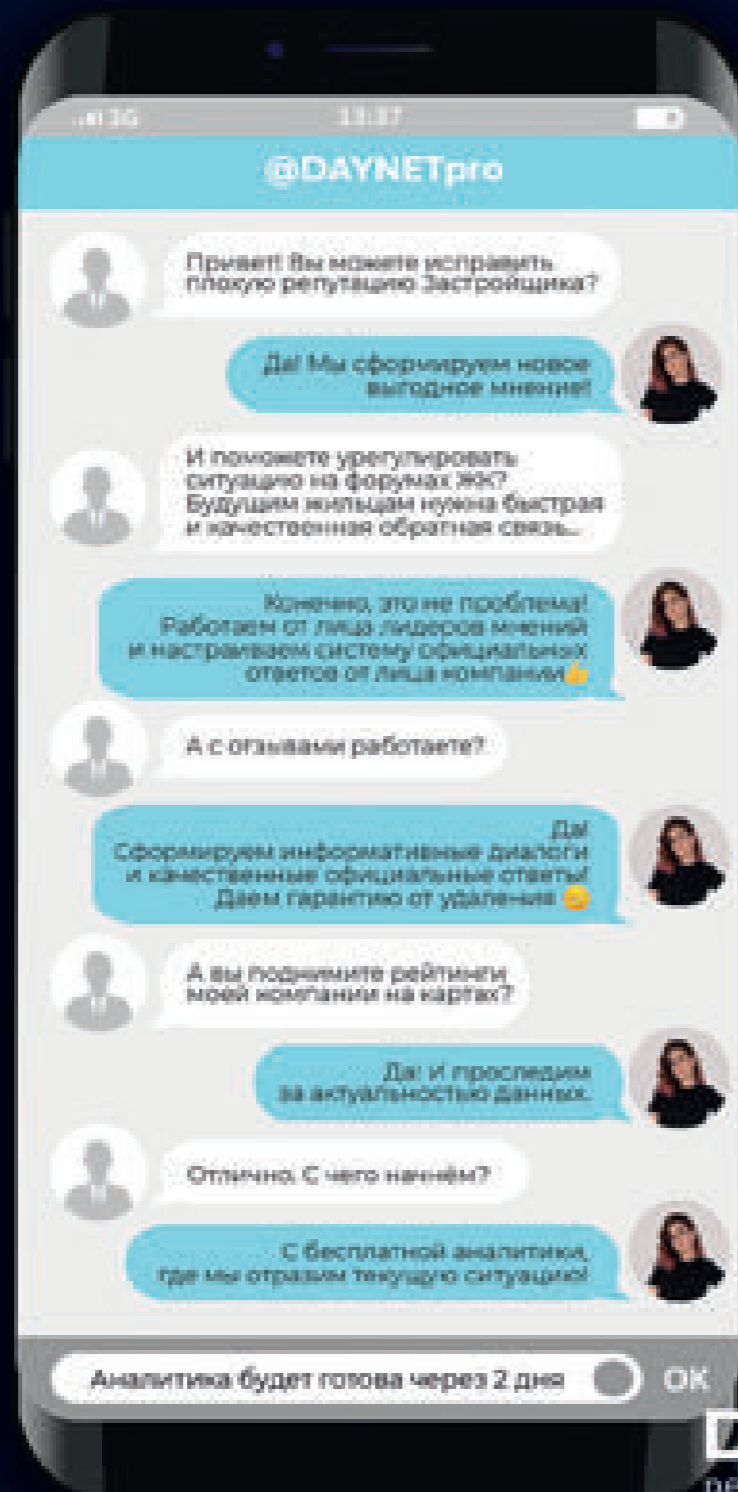 3G
13:37
@DAYNETpro
Привет! Вы можете исправить
плохую репутацию Застройщика?
Да! Мы сформируем новое
выгодное мнение!
И поможете урегулировать
ситуацию на форумах ЖК?
Будущим жильцам нужна быстрая
и качественная обратная связь...
Конечно, это не проблема!
Работаем от лица лидеров мнений
и настраиваем систему официальных
ответов от лица компании👍
А с отзывами работаете?
Да!
Сформируем информативные диалоги
и качественные официальные ответы!
Даем гарантию от удаления 😊
А вы поднимите рейтинги
моей компании на картах?
Да! И проследим
за актуальностью данных.
Отлично. С чего начнём?
С бесплатной аналитики,
где мы отразим текущую ситуацию!
Аналитика будет готова через 2 дня
OK